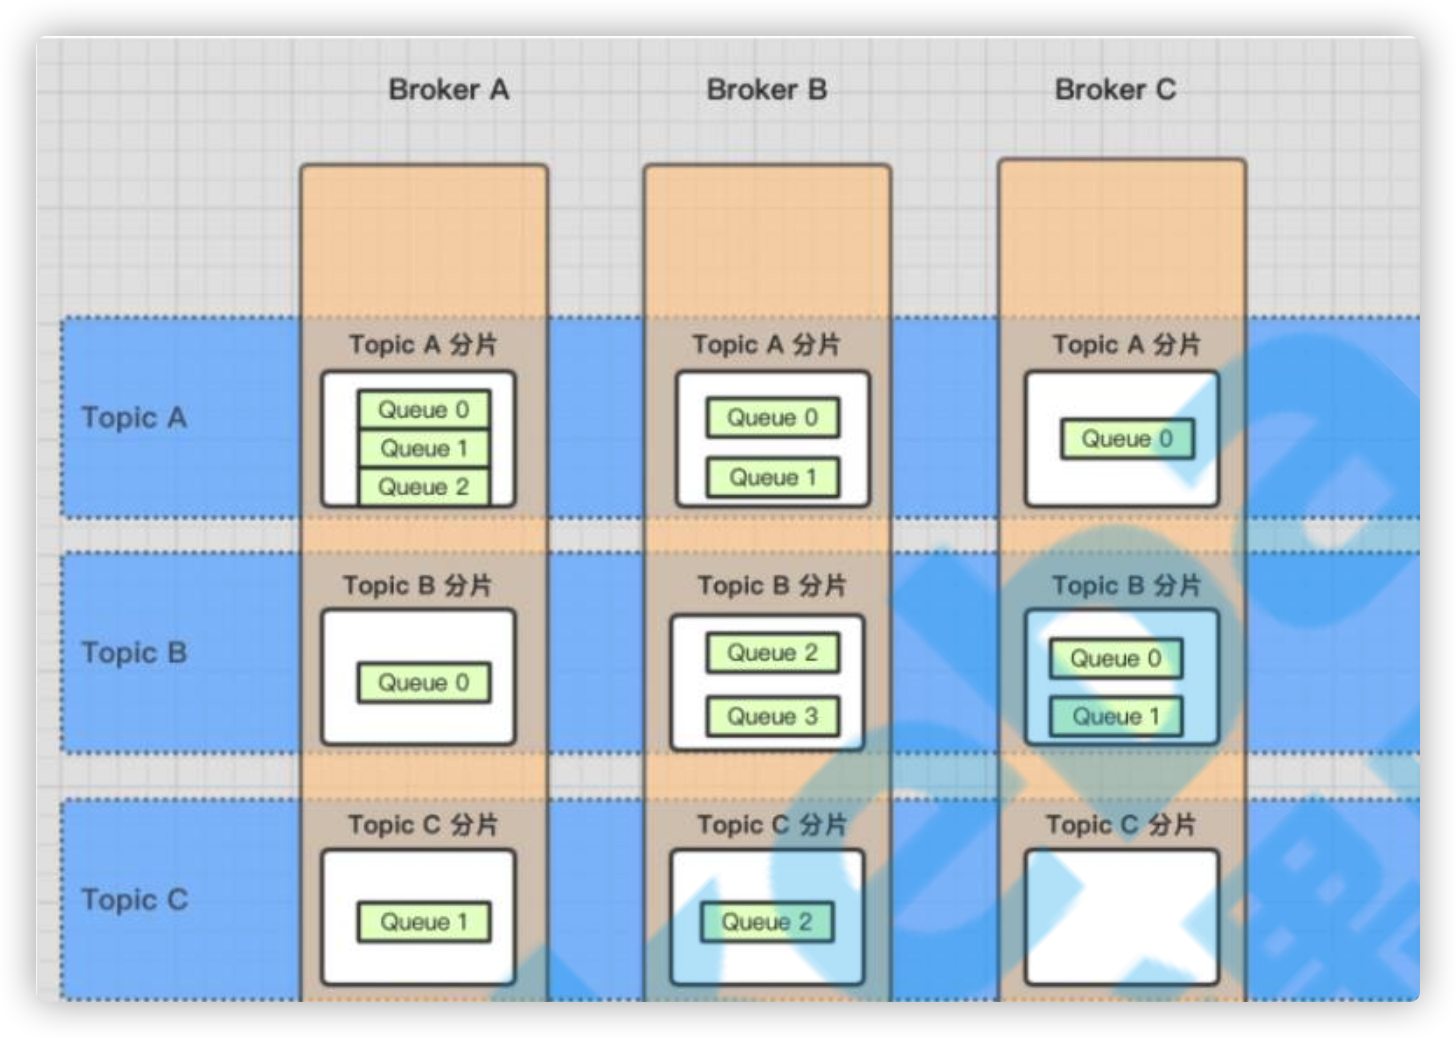 Broker A
Broker B
Broker C
Topic A
Topic A 分片
Queue 0
Queue 1
Queue 2
Topic A 分片
Queue 0
Queue 1
Topic A 分片
Queue 0
Topic B
Topic B 分片
Queue 0
Topic B 分片
Queue 2
Queue 3
Topic B 分片
Queue 0
Queue 1
Topic C
Topic C 分片
Queue 1
Topic C 分片
Queue 2
Topic C 分片